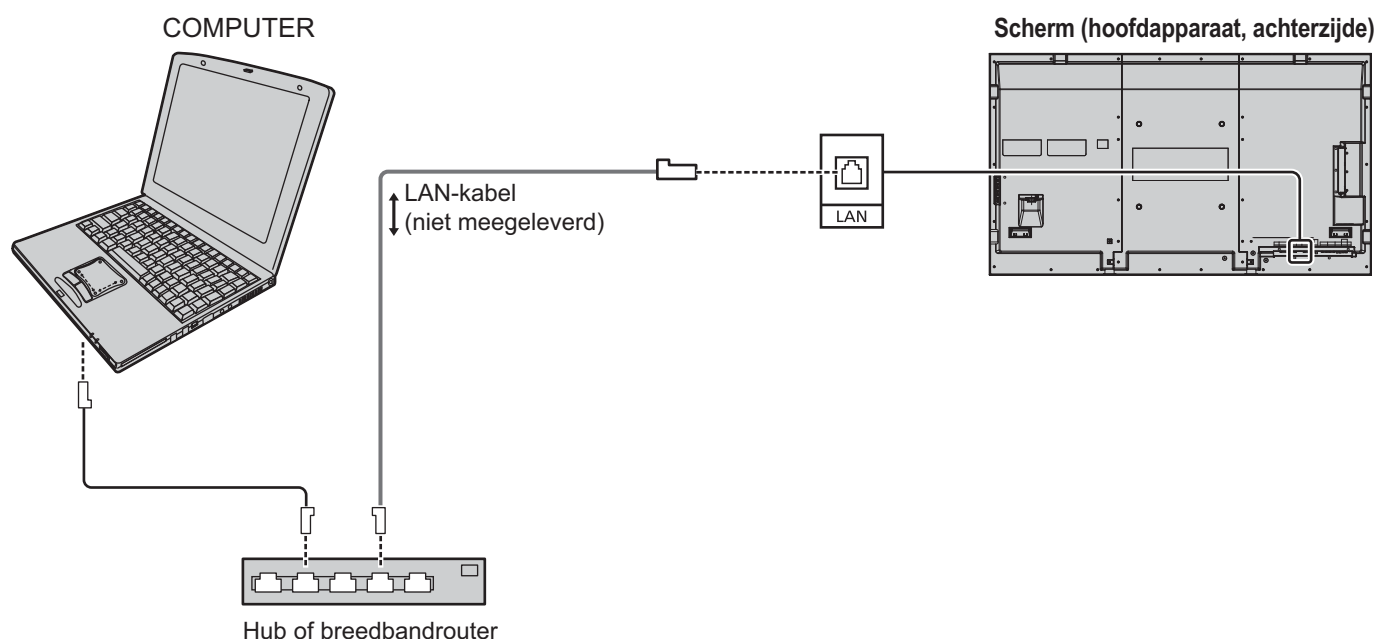 COMPUTER
Scherm (hoofdapparaat, achterzijde)
LAN-kabel
(niet meegeleverd)
LAN
Hub of breedbandrouter